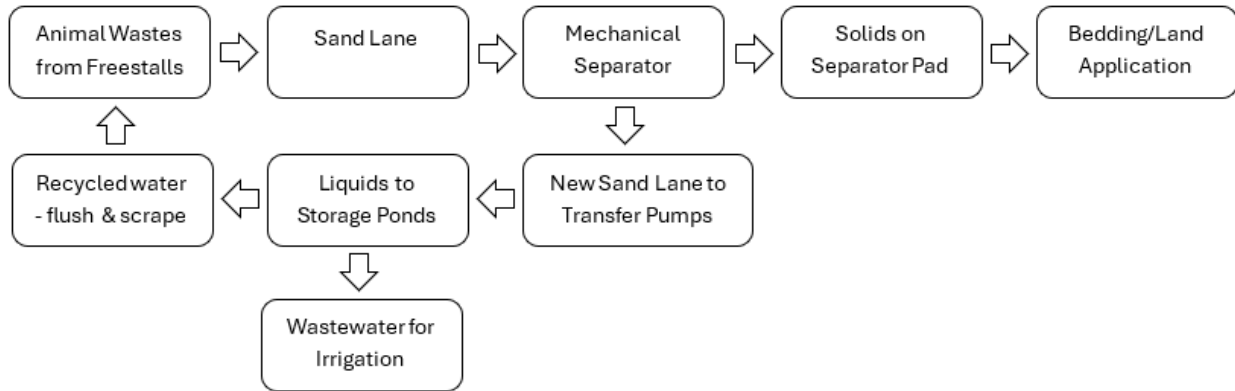 Animal Wastes
from Freestalls
Sand Lane
Mechanical
Separator
Solids on
Separator Pad
Bedding/Land
Application
Recycled water
- flush & scrape
Liquids to
Storage Ponds
New Sand Lane to
Transfer Pumps
Wastewater for
Irrigation